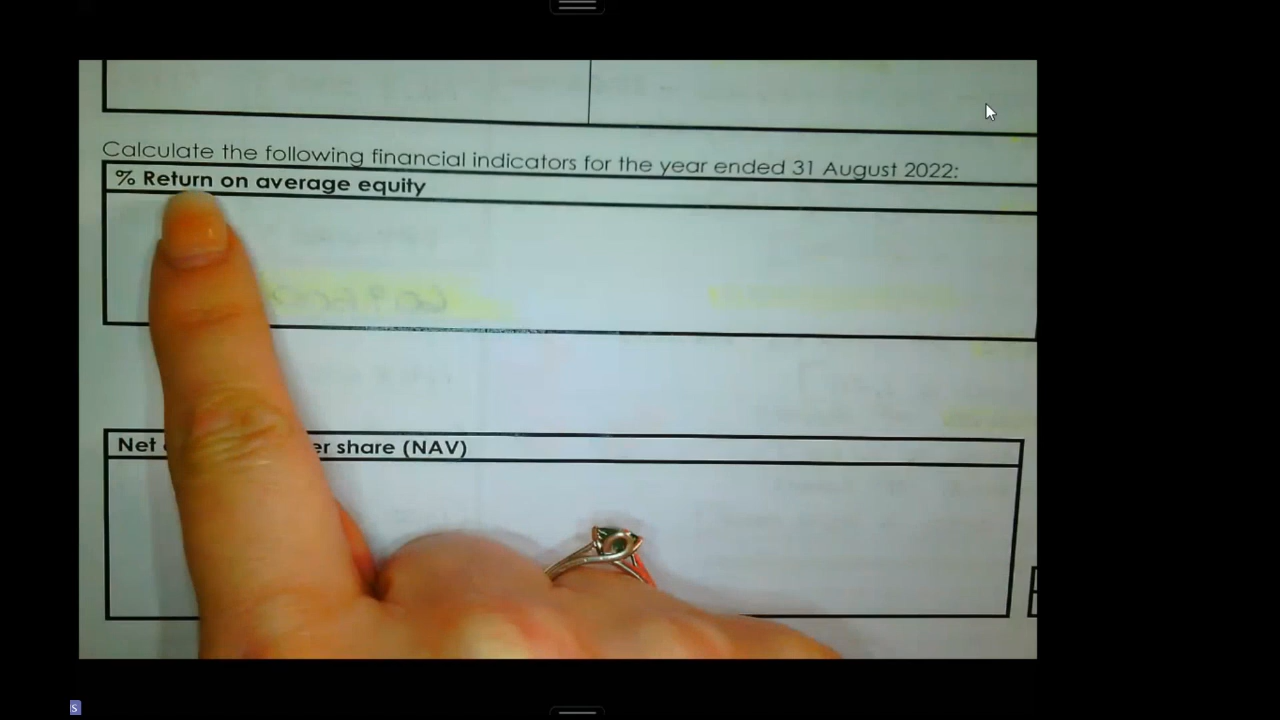 Calculate the following financial indicators for the year ended 31 August 2022:
% Return on average equity
Net er share (NAV)
s